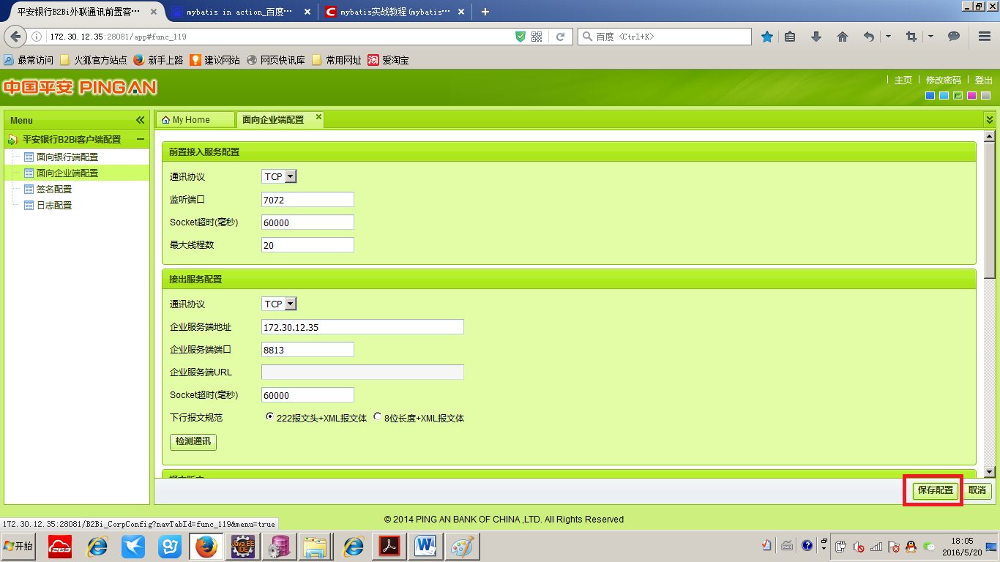 平安银行B2Bi外联通讯前置客…
mybatis in action_百度…
mybatis实战教程(mybatis…
172.30.12.35:28081/app#func_119
百度 <Ctrl+K>
最常访问 火狐官方站点 新手上路 建议网站 网页快讯库 常用网址 淘 爱淘宝
中国平安 PING AN
主页 修改密码 登出
Menu
My Home
面向企业端配置
平安银行B2Bi客户端配置
面向银行端配置
面向企业端配置
签名配置
日志配置
前置接入服务配置
通讯协议 TCP
监听端口 7072
Socket超时(毫秒) 60000
最大线程数 20
接出服务配置
通讯协议 TCP
企业服务端地址 172.30.12.35
企业服务端端口 8813
企业服务端URL
Socket超时(毫秒) 60000
下行报文规范 222报文头+XML报文体 8位长度+XML报文体
检测通讯
保存配置 取消
172.30.12.35:28081/B2Bi_CorpConfig?navTabId=func_119&menu=true
© 2014 PING AN BANK OF CHINA ,LTD. All Rights Reserved
开始
263
Java EE
IDE
18:05
2016/5/20